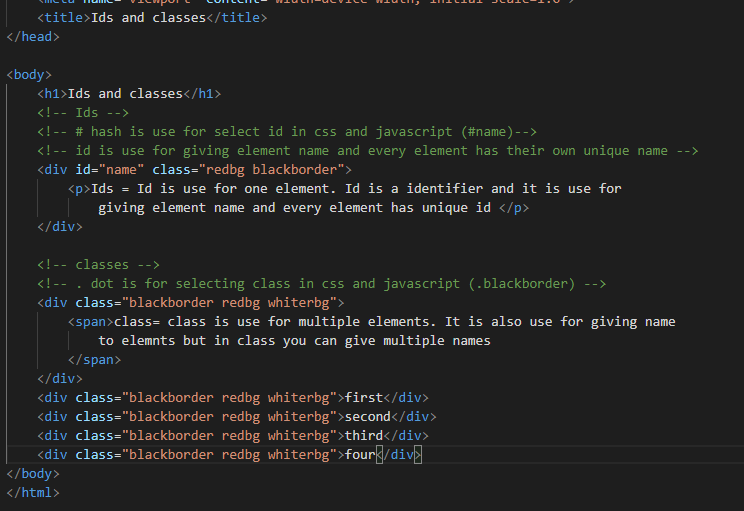 <title>Ids and classes</title>
</head>
<body>
<h1>Ids and classes</h1>
<!-- Ids -->
<!-- # hash is use for select id in css and javascript (#name)-->
<!-- id is use for giving element name and every element has their own unique name -->
<div id="name" class="redbg blackborder">
<p>Ids = Id is use for one element. Id is a identifier and it is use for
giving element name and every element has unique id </p>
</div>
<!-- classes -->
<!-- . dot is for selecting class in css and javascript (.blackborder) -->
<div class="blackborder redbg whiterbg">
<span>class= class is use for multiple elements. It is also use for giving name
to elemnts but in class you can give multiple names
</span>
</div>
<div class="blackborder redbg whiterbg">first</div>
<div class="blackborder redbg whiterbg">second</div>
<div class="blackborder redbg whiterbg">third</div>
<div class="blackborder redbg whiterbg">four</div>
</body>
</html>